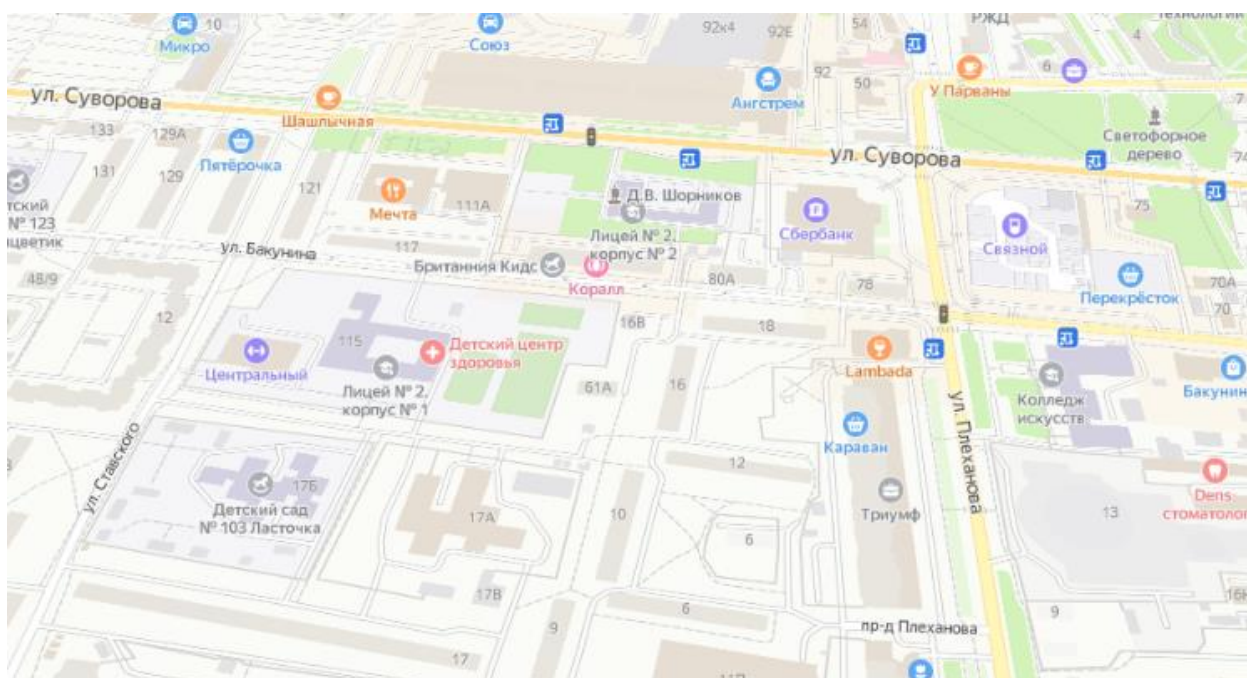 10
Микро
Союз
92к4
92Е
54
РЖД
92
50
6
4
У Парваны
Ангстрем
ул. Суворова
Шашлычная
133
129А
Пятёрочка
131
129
121
Мечта
111А
ул. Суворова
Светофорное
дерево
7
74
75
Д.В. Шорников
Лицей № 2,
корпус № 2
Сбербанк
Связной
Перекрёсток
70А
70
тский
№ 123
цветик
ул. Бакунина
117
Британния Кидс
Коралл
80А
78
48/9
12
16В
18
115
Центральный
Детский центр
здоровья
Лицей № 2,
корпус № 1
61А
16
Lambada
Колледж
искусств
Бакунин
Караван
ул. Плеханова
ул. Ставского
17Б
Детский сад
№ 103 Ласточка
17А
12
10
6
Триумф
13
Dens
стоматолог
17В
6
9
9
пр-д Плеханова
17